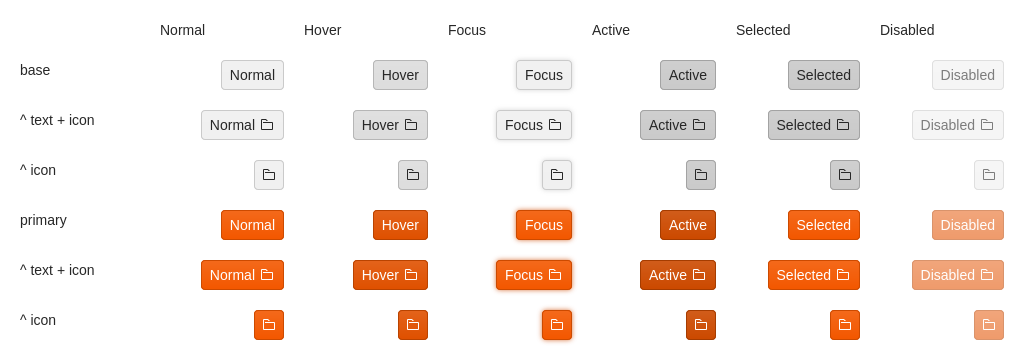 Normal Hover Focus Active Selected Disabled
base Normal Hover Focus Active Selected Disabled
^ text + icon Normal Hover Focus Active Selected Disabled
^ icon
primary Normal Hover Focus Active Selected Disabled
^ text + icon Normal Hover Focus Active Selected Disabled
^ icon